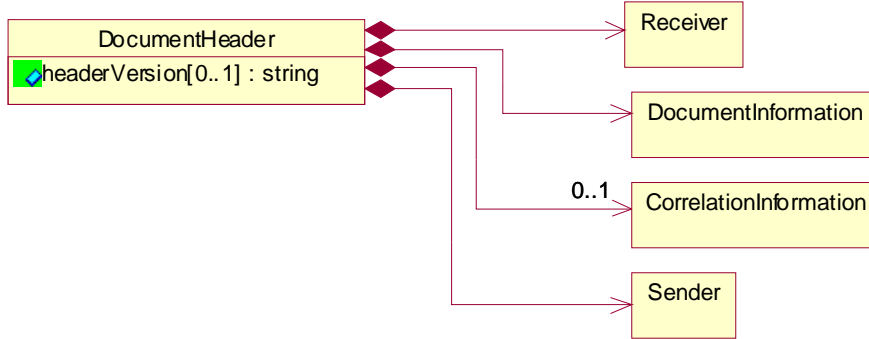 DocumentHeader
headerVersion[0..1] : string
Receiver
DocumentInformation
0..1
CorrelationInformation
Sender